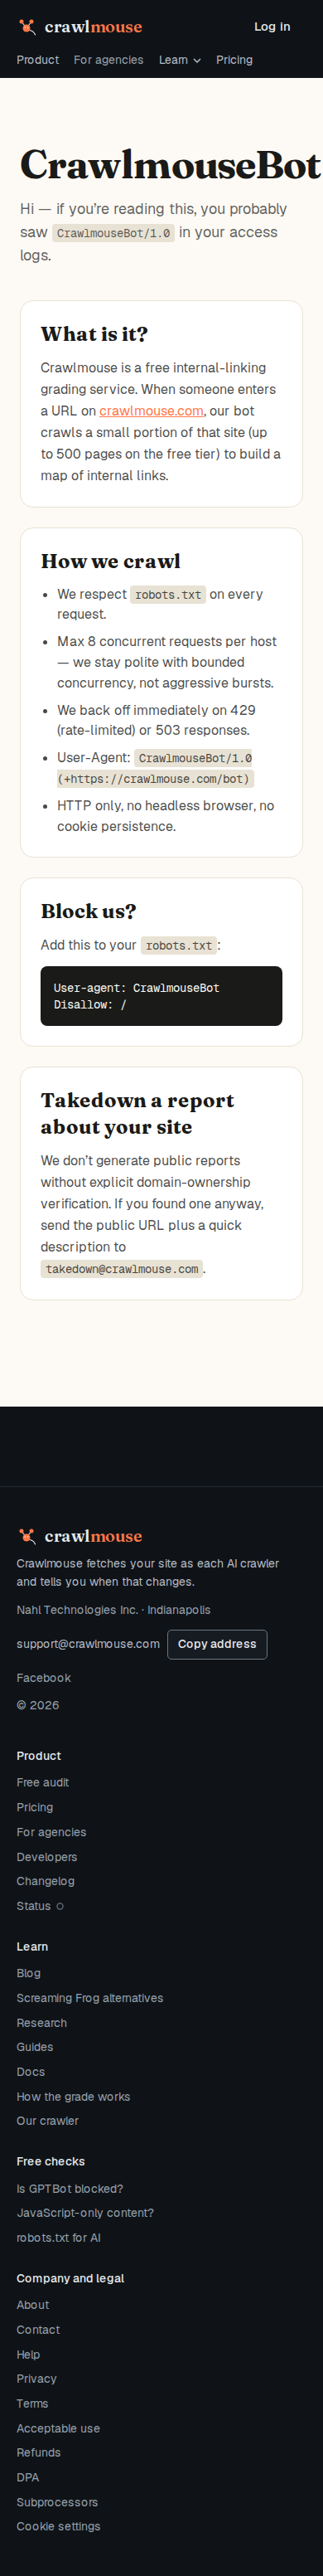 crawlmouse
Log in
Product For agencies Learn Pricing
CrawlmouseBot
Hi — if you're reading this, you probably
saw CrawlmouseBot/1.0 in your access
logs.
What is it?
Crawlmouse is a free internal-linking
grading service. When someone enters
a URL on crawlmouse.com, our bot
crawls a small portion of that site (up
to 500 pages on the free tier) to build a
map of internal links.
How we crawl
• We respect robots.txt on every
request.
• Max 8 concurrent requests per host
— we stay polite with bounded
concurrency, not aggressive bursts.
• We back off immediately on 429
(rate-limited) or 503 responses.
• User-Agent: CrawlmouseBot/1.0
(+https://crawlmouse.com/bot)
• HTTP only, no headless browser, no
cookie persistence.
Block us?
Add this to your robots.txt:
User-agent: CrawlmouseBot
Disallow: /
Takedown a report
about your site
We don't generate public reports
without explicit domain-ownership
verification. If you found one anyway,
send the public URL plus a quick
description to
takedown@crawlmouse.com.
crawlmouse
Crawlmouse fetches your site as each AI crawler
and tells you when that changes.
Nahl Technologies Inc. · Indianapolis
support@crawlmouse.com Copy address
Facebook
© 2026
Product
Free audit
Pricing
For agencies
Developers
Changelog
Status
Learn
Blog
Screaming Frog alternatives
Research
Guides
Docs
How the grade works
Our crawler
Free checks
Is GPTBot blocked?
JavaScript-only content?
robots.txt for AI
Company and legal
About
Contact
Help
Privacy
Terms
Acceptable use
Refunds
DPA
Subprocessors
Cookie settings